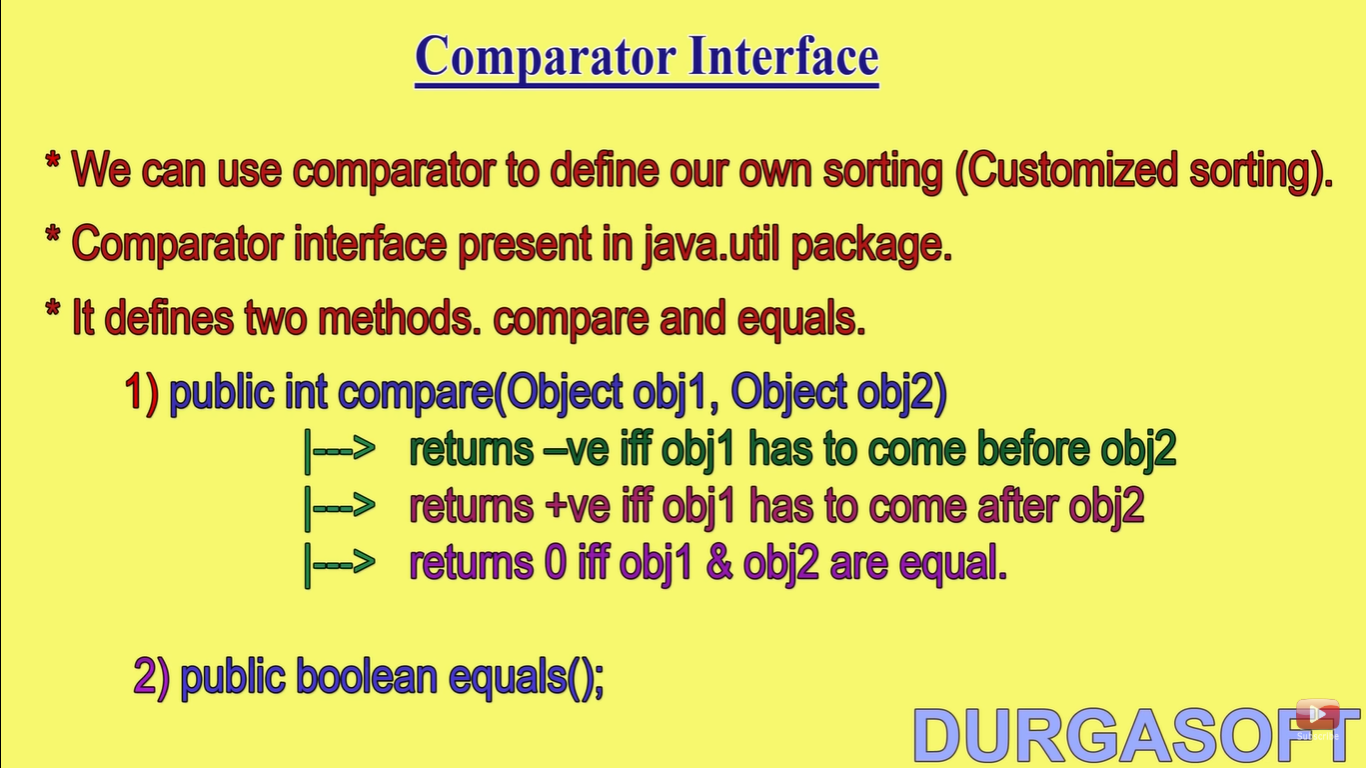 Comparator Interface
* We can use comparator to define our own sorting (Customized sorting).
* Comparator interface present in java.util package.
* It defines two methods. compare and equals.
1) public int compare(Object obj1, Object obj2)
|---> returns –ve iff obj1 has to come before obj2
|---> returns +ve iff obj1 has to come after obj2
|---> returns 0 iff obj1 & obj2 are equal.
2) public boolean equals();
DURGASOFT
Subscribe